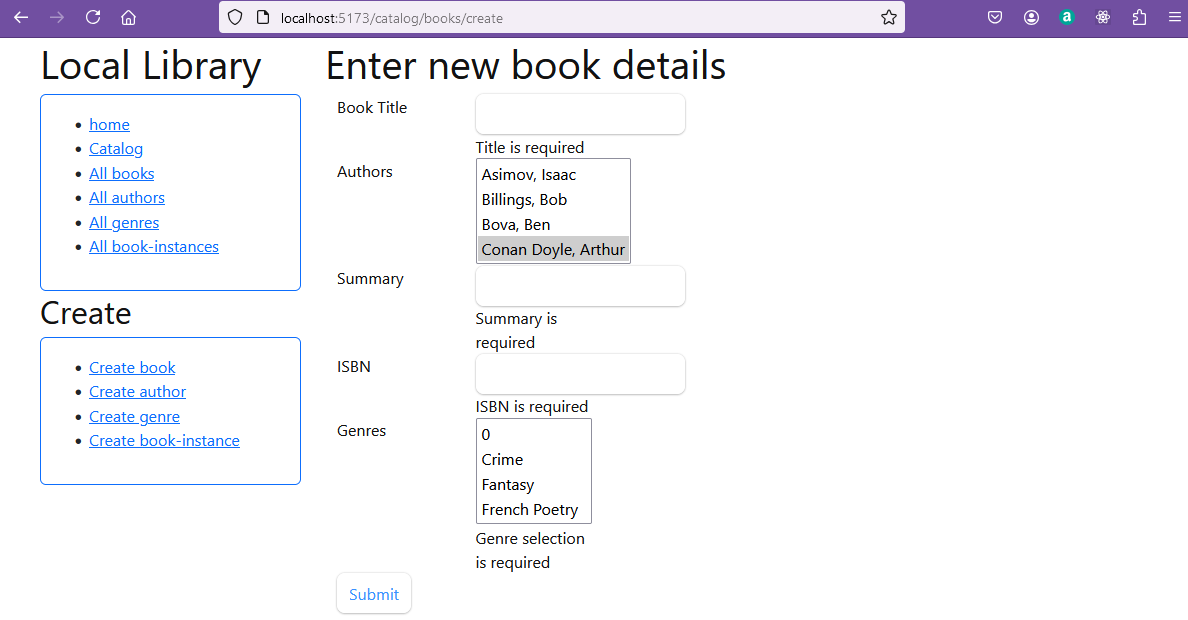 localhost:5173/catalog/books/create
a
Local Library
home
Catalog
All books
All authors
All genres
All book-instances
Create
Create book
Create author
Create genre
Create book-instance
Enter new book details
Book Title
Title is required
Authors
Asimov, Isaac
Billings, Bob
Bova, Ben
Conan Doyle, Arthur
Summary
Summary is
required
ISBN
ISBN is required
Genres
0
Crime
Fantasy
French Poetry
Genre selection
is required
Submit